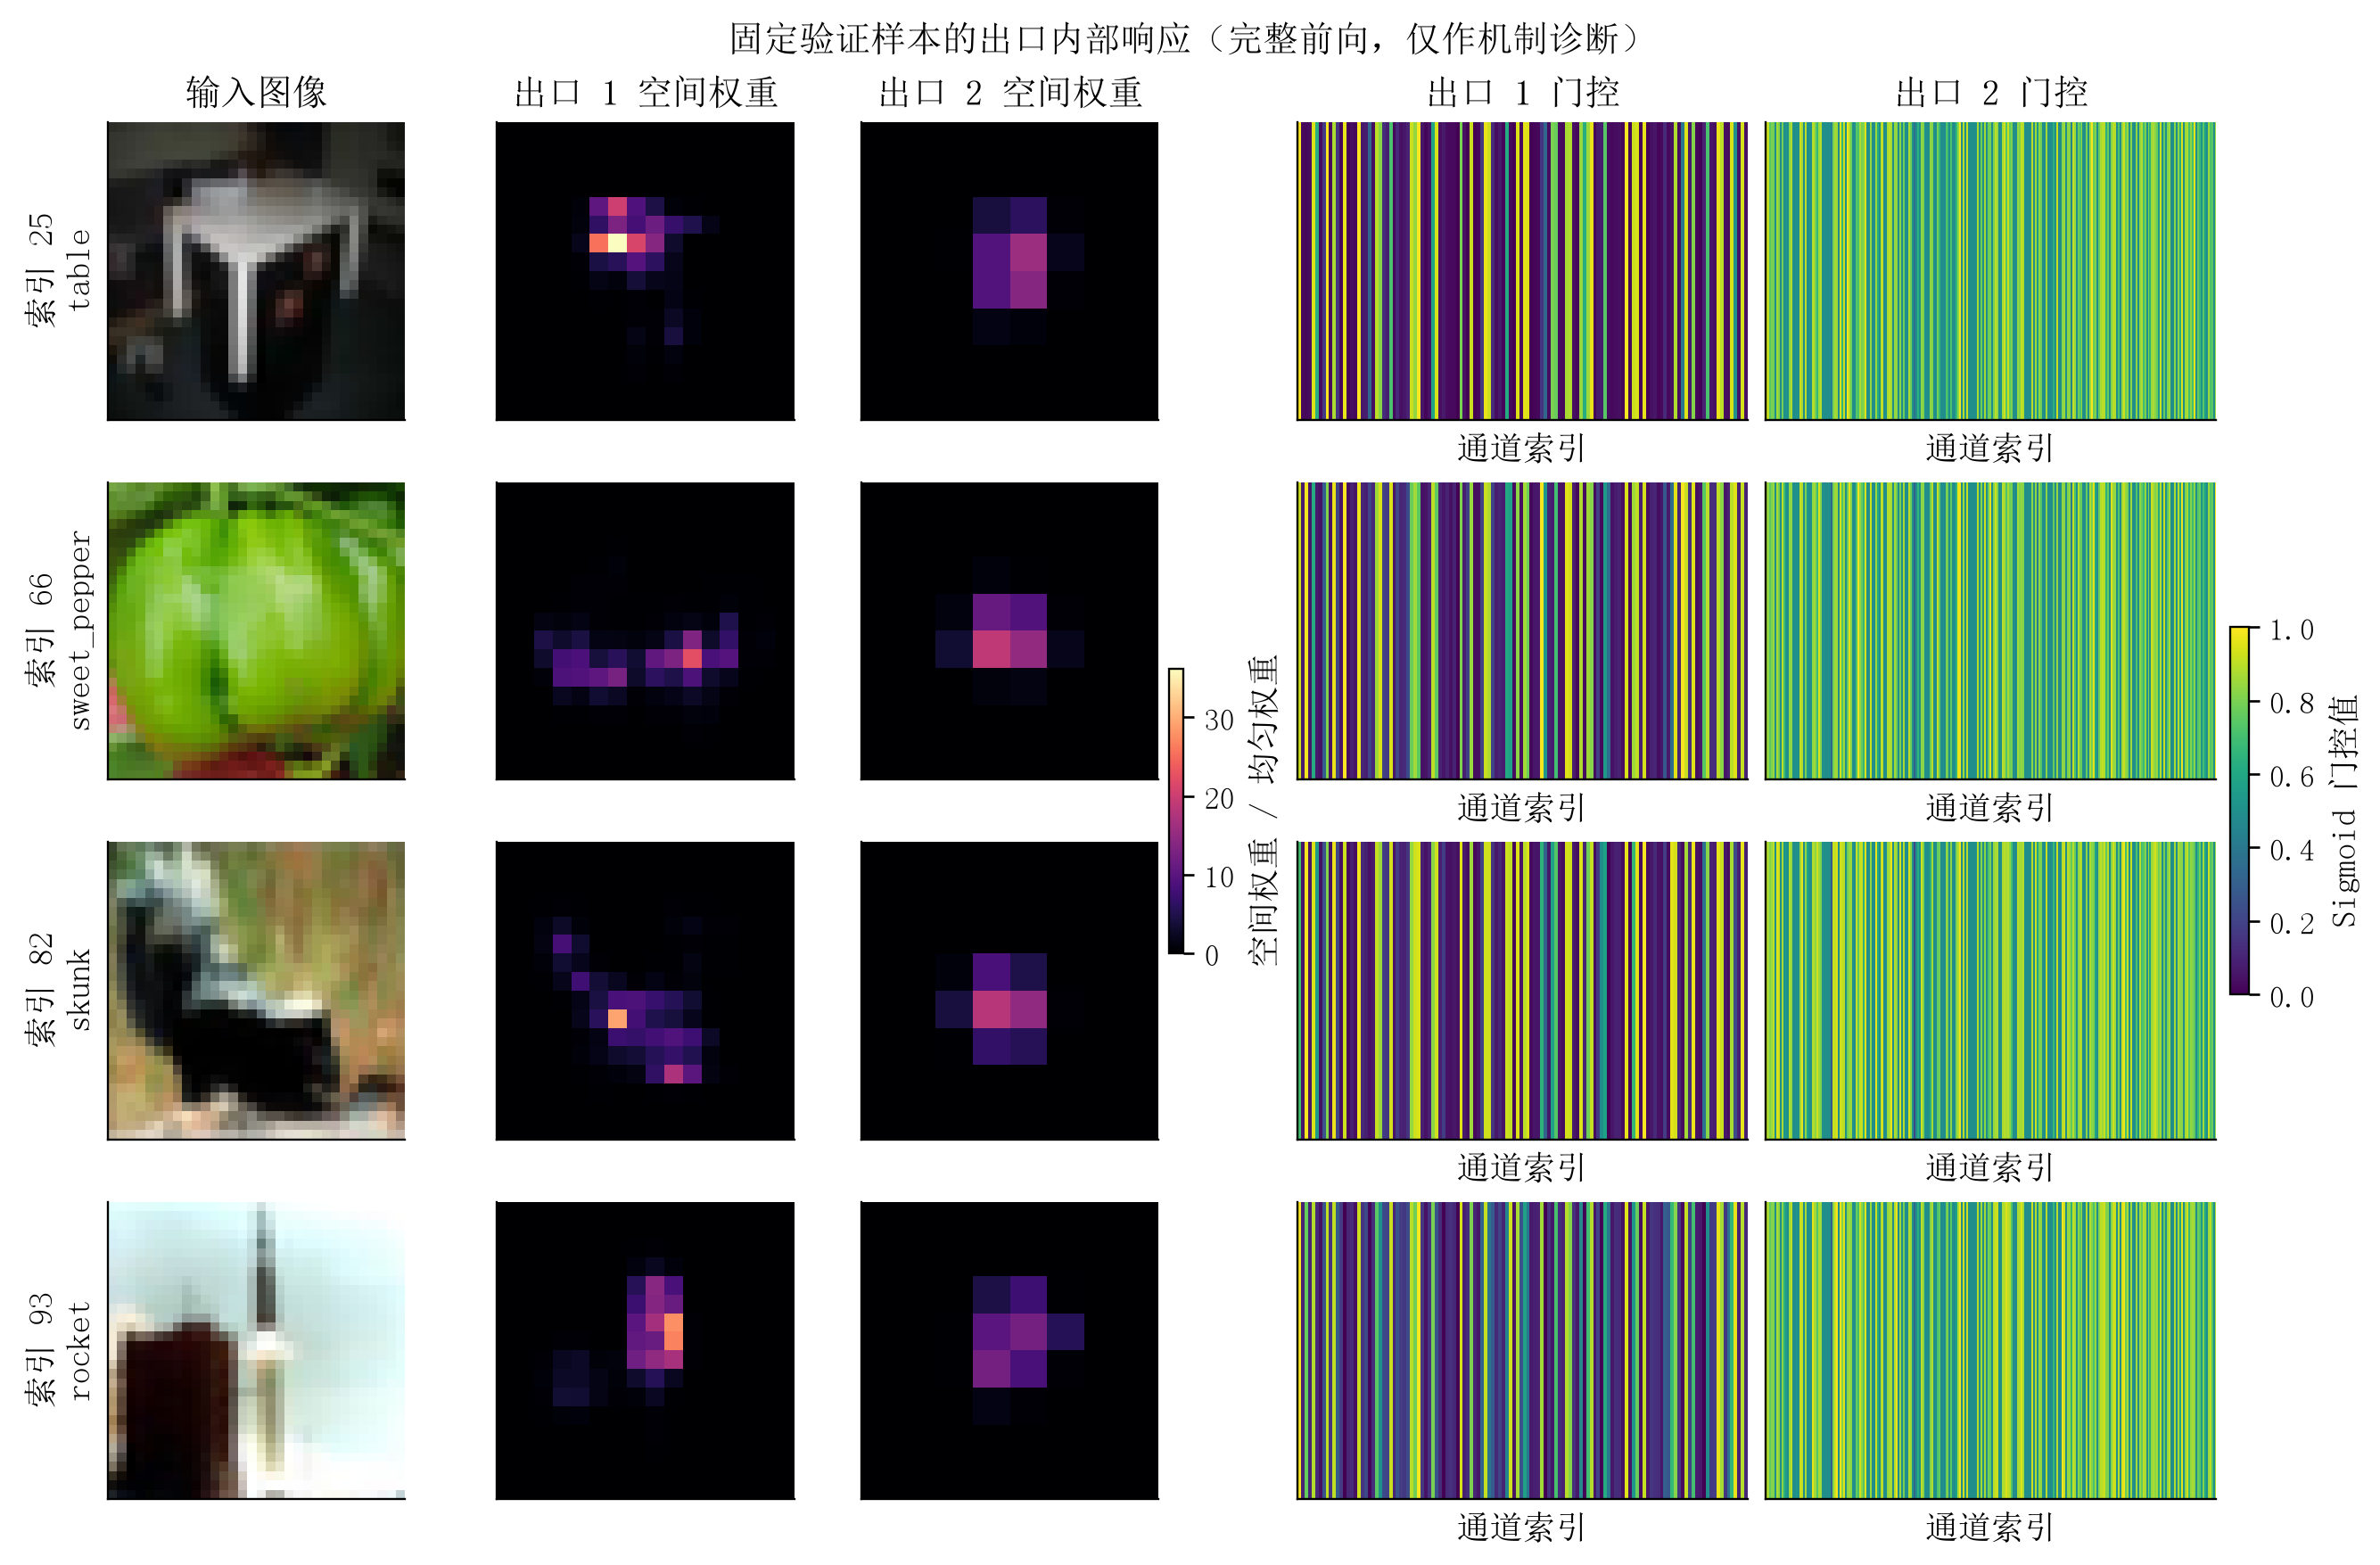 固定验证样本的出口内部响应（完整前向，仅作机制诊断）
输入图像
出口 1 空间权重
出口 2 空间权重
出口 1 门控
出口 2 门控
索引 25
table
通道索引
通道索引
索引 66
sweet_pepper
通道索引
通道索引
索引 82
skunk
通道索引
通道索引
索引 93
rocket
通道索引
通道索引
30
20
10
0
空间权重 / 均匀权重
1.0
0.8
0.6
0.4
0.2
0.0
Sigmoid 门控值